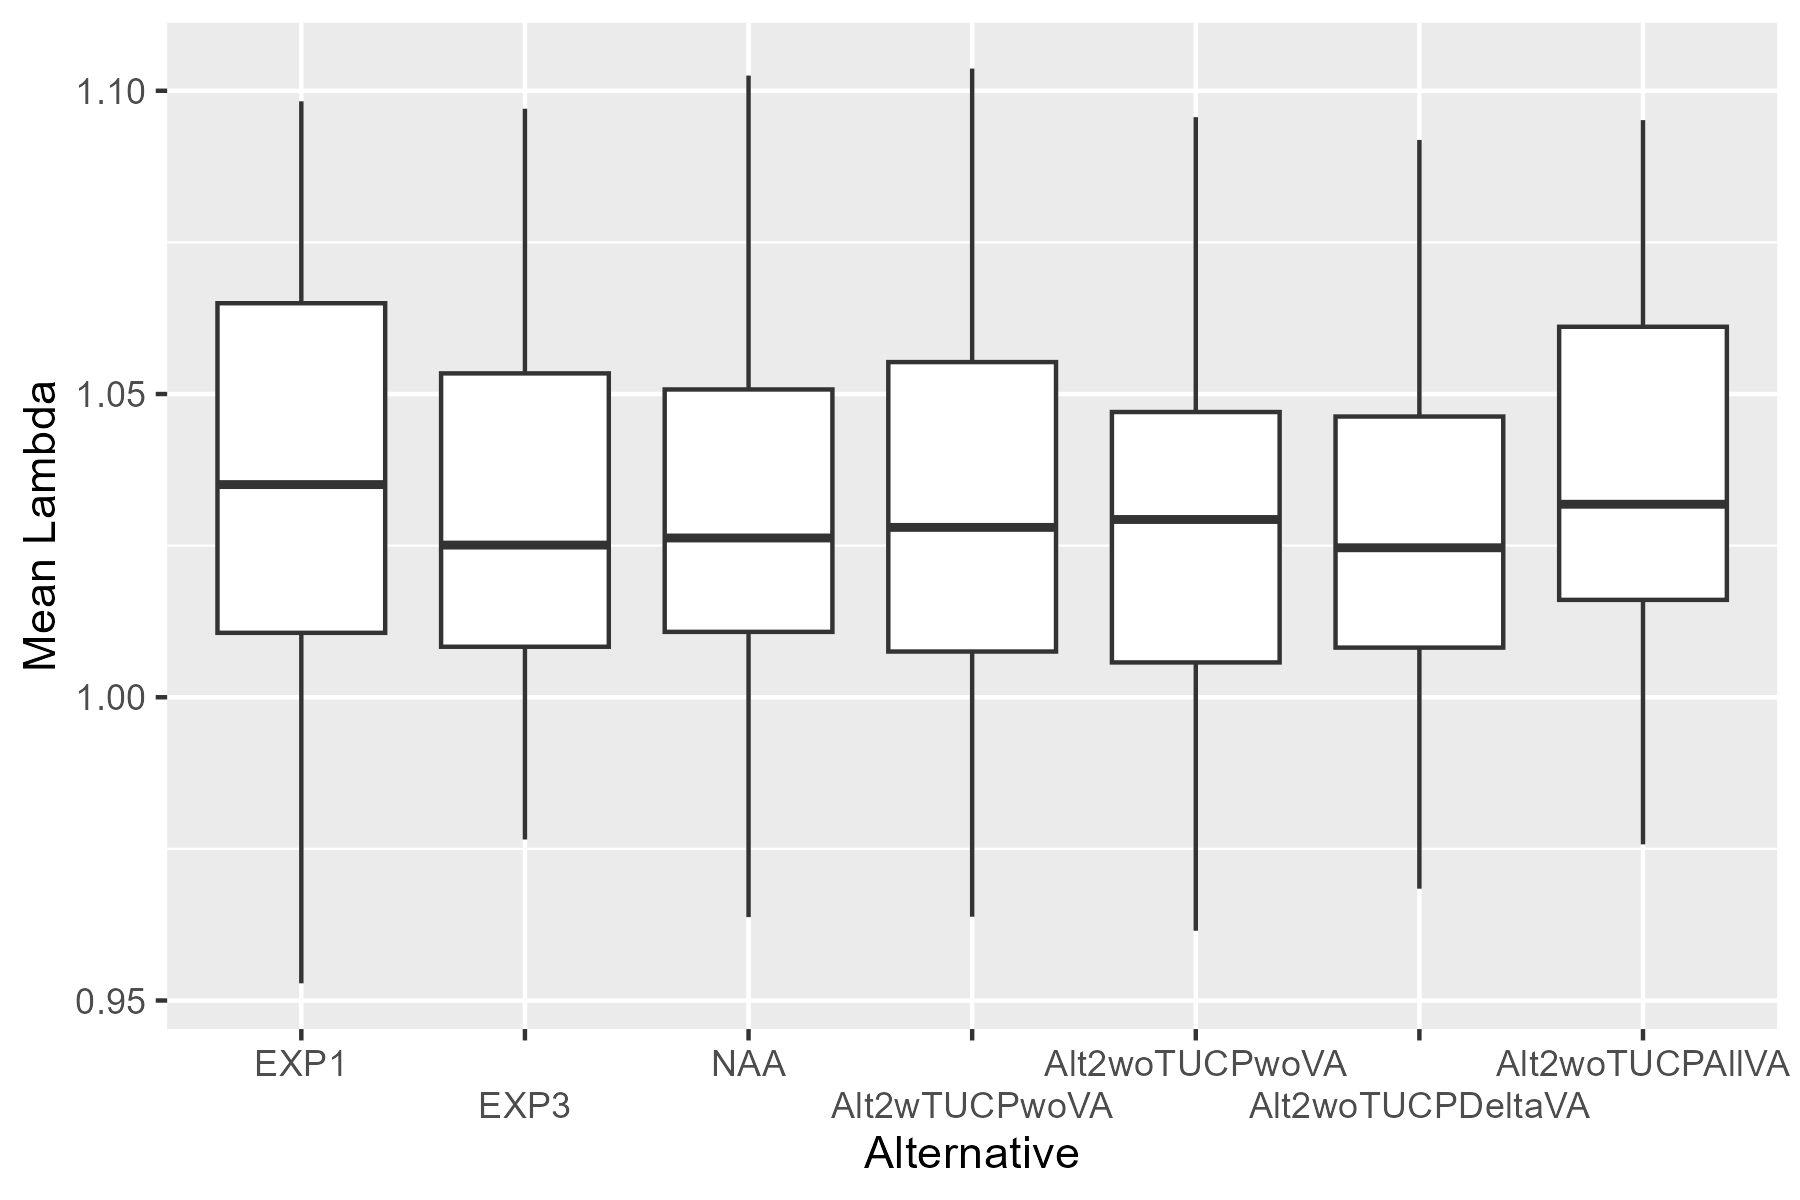 Mean Lambda
1.10
1.05
1.00
0.95
EXP1
EXP3
NAA
Alt2wTUCPwoVA
Alt2woTUCPwoVA
Alt2woTUCPDeltaVA
Alt2woTUCPAllVA
Alternative